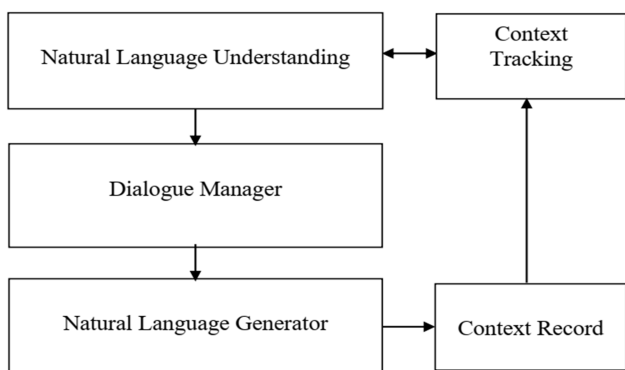 Natural Language Understanding
Context
Tracking
Dialogue Manager
Natural Language Generator
Context Record